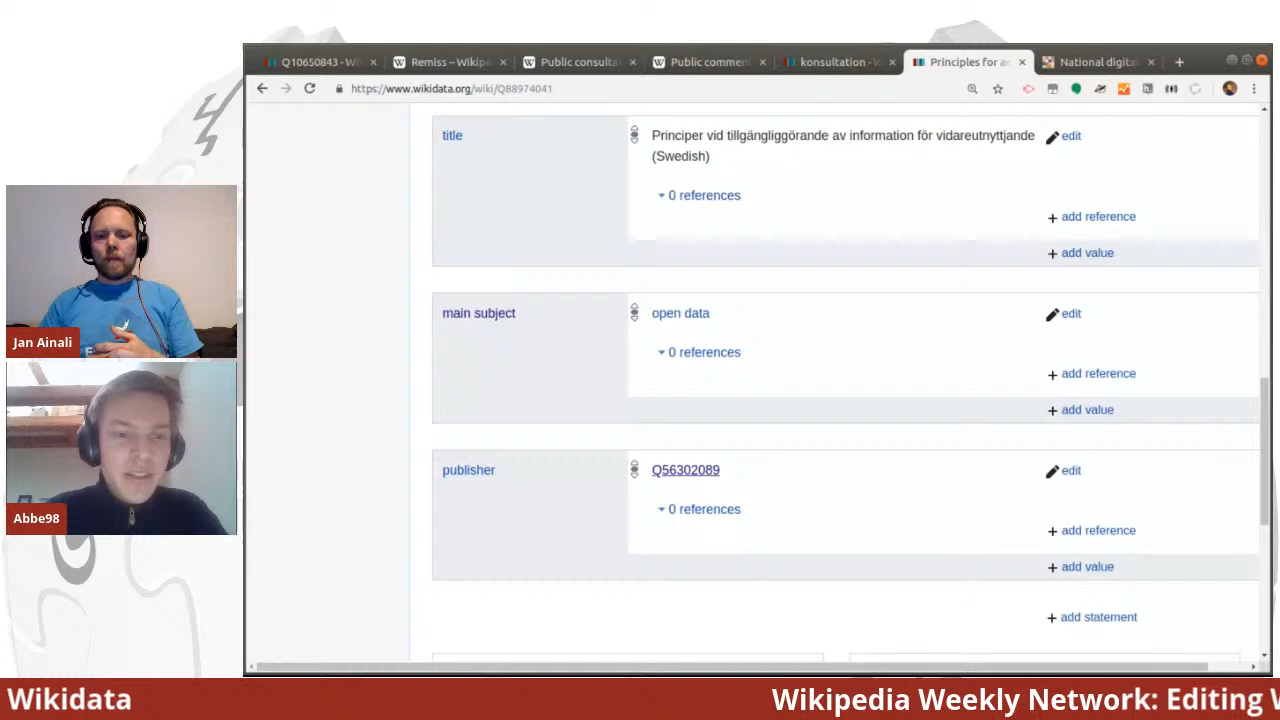 Q10650843 - Wi
Remiss – Wikipe
Public consulta
Public commen
konsultation - W
Principles for ac
National digital
https://www.wikidata.org/wiki/Q88974041
title
Principer vid tillgängliggörande av information för vidareutnyttjande
(Swedish)
edit
0 references
add reference
add value
main subject
open data
edit
0 references
add reference
add value
publisher
Q56302089
edit
0 references
add reference
add value
add statement
Jan Ainali
Abbe98
Wikidata
Wikipedia Weekly Network: Editing W